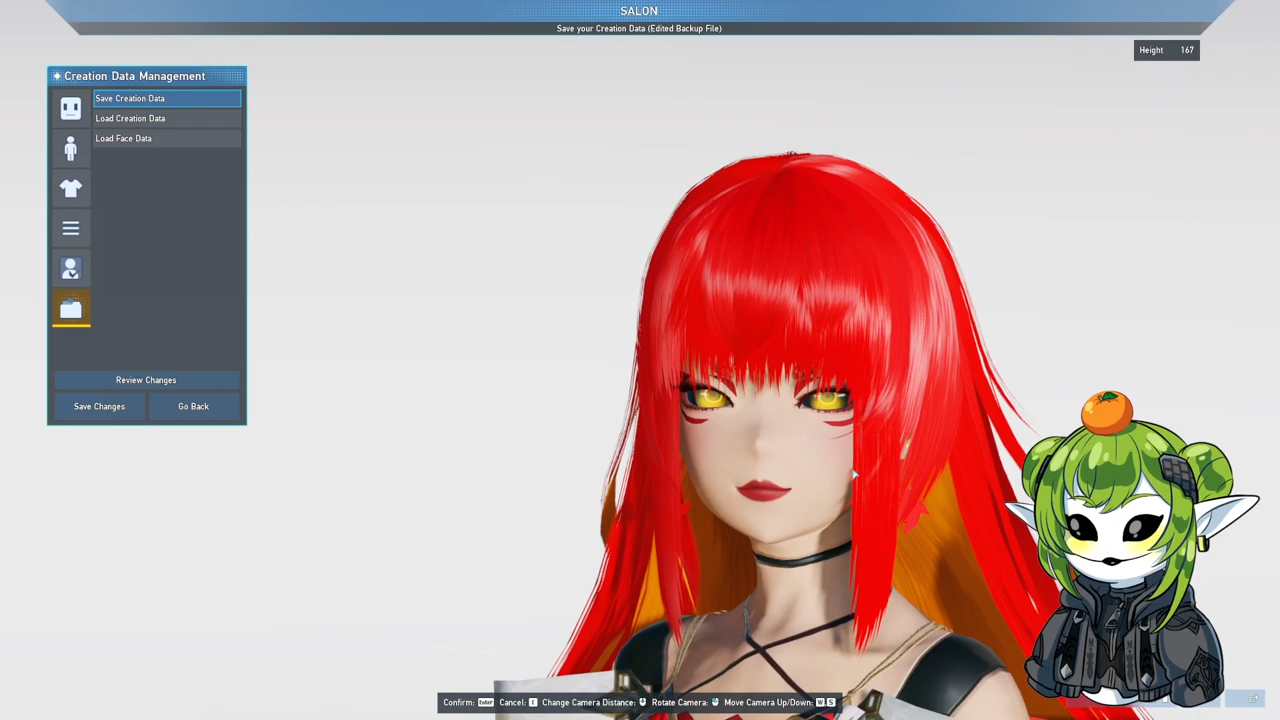 SALON
Save your Creation Data (Edited Backup File)
Height 167
Creation Data Management
Save Creation Data
Load Creation Data
Load Face Data
Review Changes
Save Changes Go Back
Confirm: Enter Cancel: E Change Camera Distance: Rotate Camera: Move Camera Up/Down: W S